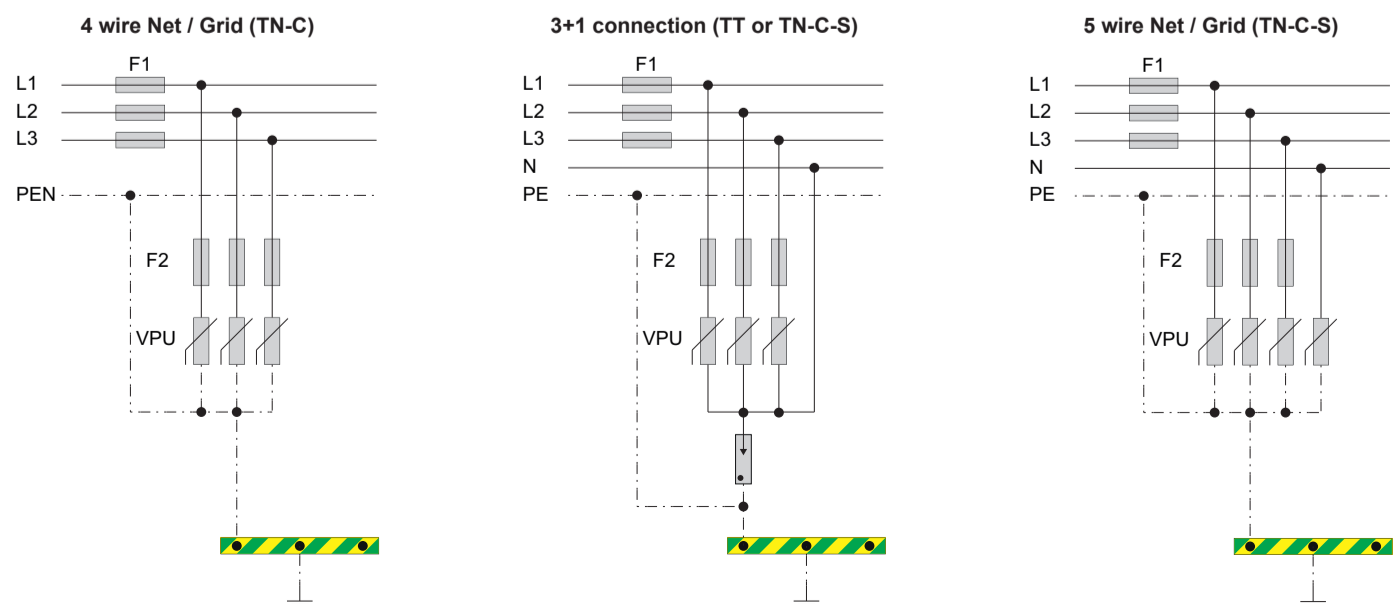 4 wire Net / Grid (TN-C)
F1
L1
L2
L3
PEN
F2
VPU
3+1 connection (TT or TN-C-S)
F1
L1
L2
L3
N
PE
F2
VPU
5 wire Net / Grid (TN-C-S)
F1
L1
L2
L3
N
PE
F2
VPU